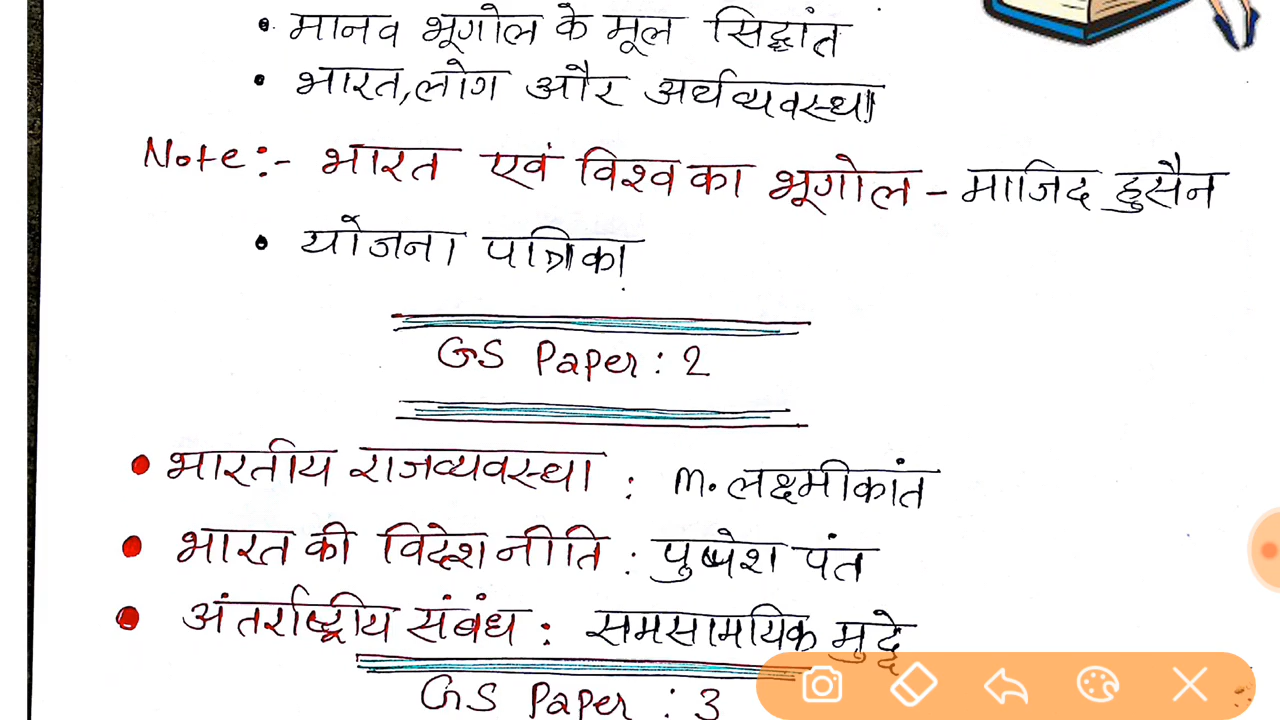 • मानव भूगोल के मूल सिद्धांत
• भारत,लोग और अर्थव्यवस्था
Note:- भारत एवं विश्व का भूगोल - माजिद हुसैन
• योजना पत्रिका
GS Paper : 2
• भारतीय राजव्यवस्था : m. लक्ष्मीकांत
• भारत की विदेश नीति : पुष्पेश पंत
• अंतर्राष्ट्रीय संबंध : समसामयिक मुद्दे
GS Paper : 3